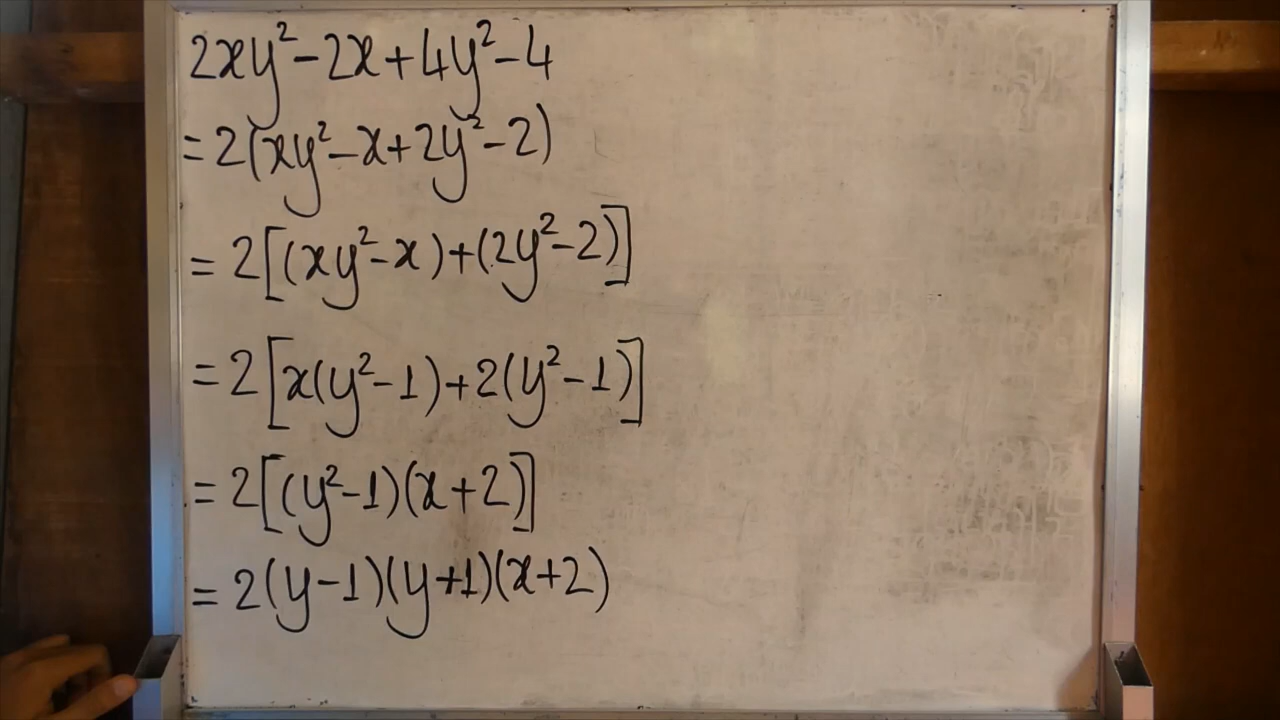 2xy² - 2x + 4y² - 4
= 2(xy² - x + 2y² - 2)
= 2[(xy² - x) + (2y² - 2)]
= 2[x(y² - 1) + 2(y² - 1)]
= 2[(y² - 1)(x + 2)]
= 2(y - 1)(y + 1)(x + 2)